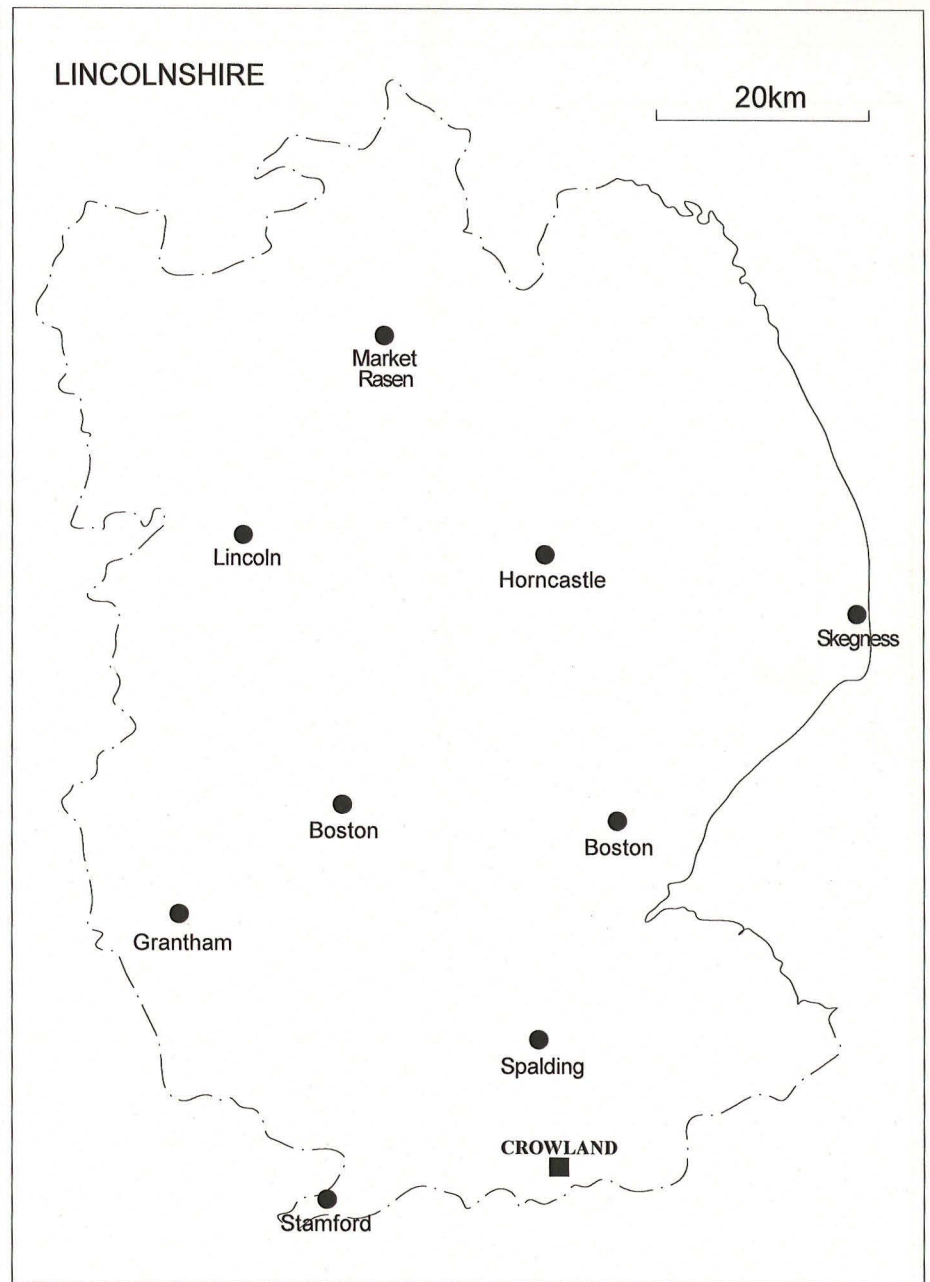 LINCOLNSHIRE
20km
Market
Rasen
Lincoln
Horncastle
Skegness
Boston
Boston
Grantham
Spalding
CROWLAND
Stamford